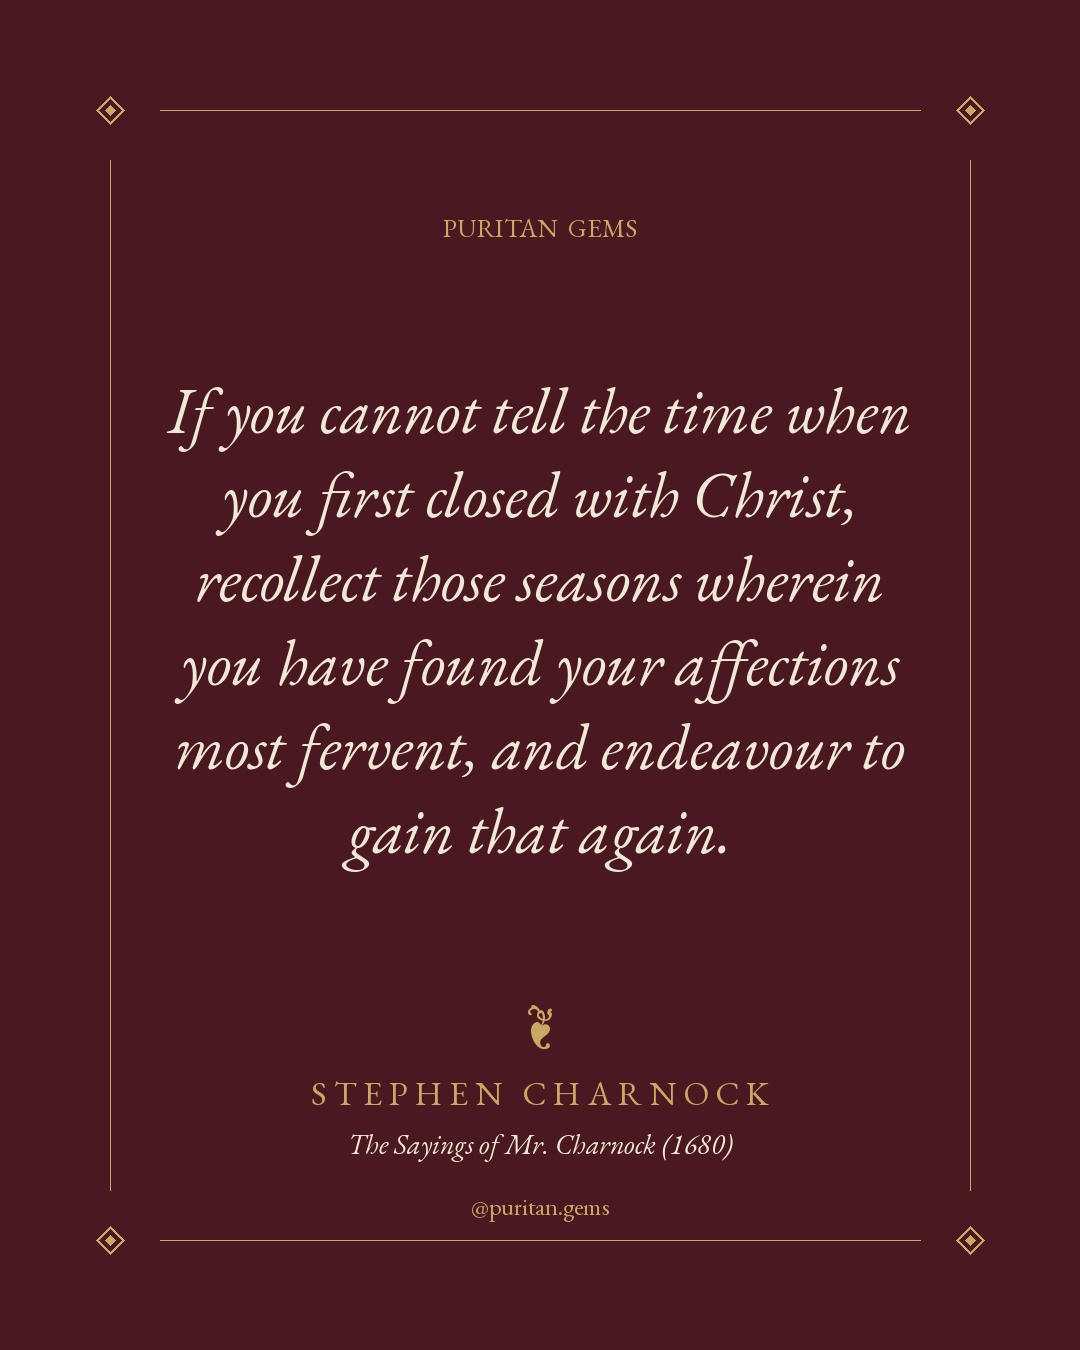 PURITAN GEMS
If you cannot tell the time when
you first closed with Christ,
recollect those seasons wherein
you have found your affections
most fervent, and endeavour to
gain that again.
STEPHEN CHARNOCK
The Sayings of Mr. Charnock (1680)
@puritan.gems